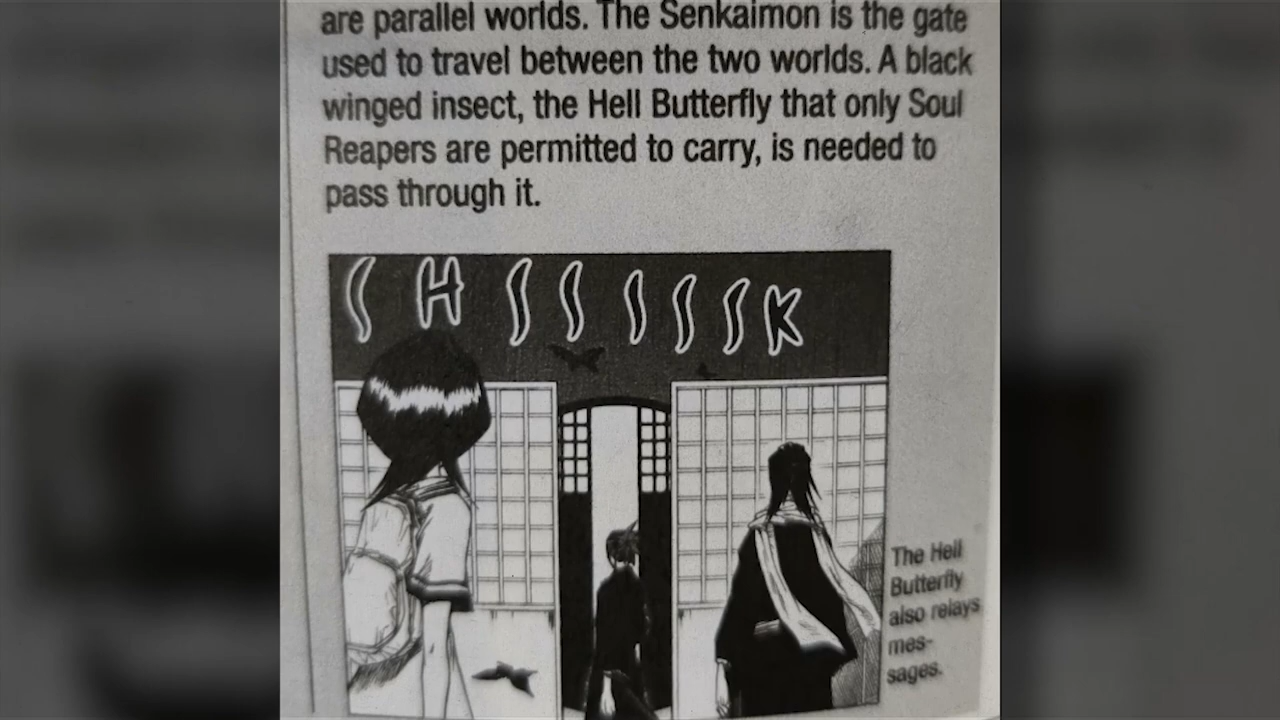 are parallel worlds. The Senkaimon is the gate
used to travel between the two worlds. A black
winged insect, the Hell Butterfly that only Soul
Reapers are permitted to carry, is needed to
pass through it.
SHSSSSSK
The Hell
Butterfly
also relays
mes-
sages.